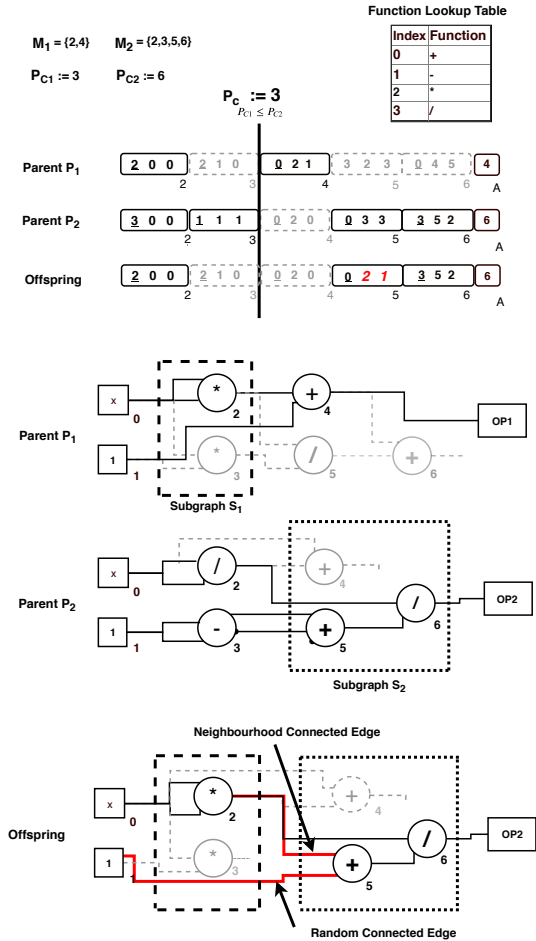 Function Lookup Table
M1 = {2,4} M2 = {2,3,5,6}
Index Function
0 +
1 -
2 *
3 /
PC1 := 3 PC2 := 6
Pc := 3
PC1 ≤ PC2
Parent P1 2 0 0 2 1 0 0 2 1 3 2 3 0 4 5 4
2 3 4 5 6 A
Parent P2 3 0 0 1 1 1 0 2 0 0 3 3 3 5 2 6
2 3 4 5 6 A
Offspring 2 0 0 2 1 0 0 2 0 0 2 1 3 5 2 6
2 3 4 5 6 A
Parent P1
x 0
1 1
* 2
+ 4
* 3
/ 5
+ 6
OP1
Subgraph S1
Parent P2
x 0
1 1
/ 2
+ 4
- 3
+ 5
/ 6
OP2
Subgraph S2
Neighbourhood Connected Edge
Offspring
x 0
1 1
* 2
+ 4
* 3
+ 5
/ 6
OP2
Random Connected Edge